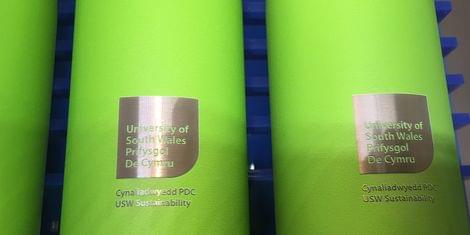 University of
South Wales
Prifysgol
De Cymru
Cynaliadwyedd PDC
USW Sustainability
University of
South Wales
Prifysgol
De Cymru
Cynaliadwyedd PDC
USW Sustainability